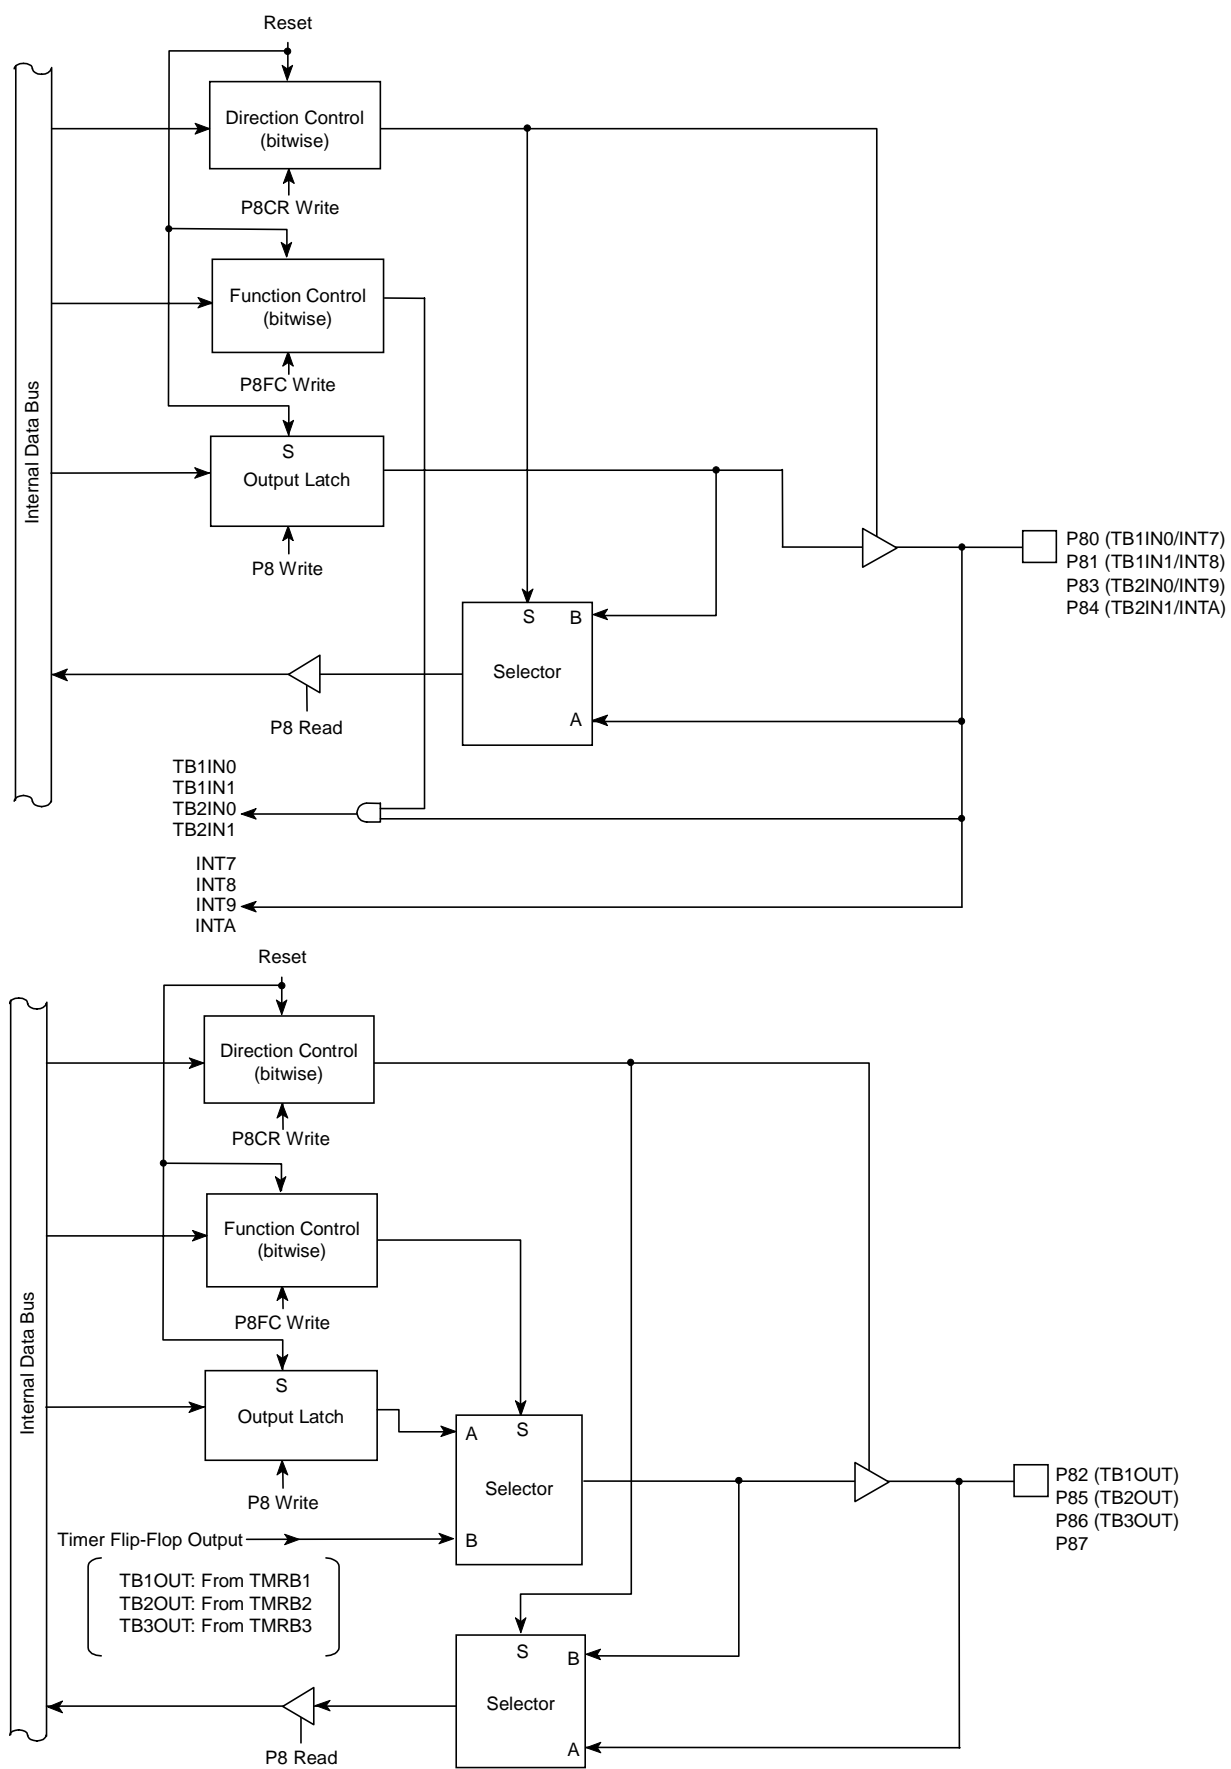 Reset
Direction Control
(bitwise)
P8CR Write
Function Control
(bitwise)
P8FC Write
Internal Data Bus
S
Output Latch
P8 Write
P80 (TB1IN0/INT7)
P81 (TB1IN1/INT8)
P83 (TB2IN0/INT9)
P84 (TB2IN1/INTA)
S
B
Selector
A
P8 Read
TB1IN0
TB1IN1
TB2IN0
TB2IN1
INT7
INT8
INT9
INTA
Reset
Direction Control
(bitwise)
P8CR Write
Function Control
(bitwise)
P8FC Write
Internal Data Bus
S
Output Latch
P8 Write
A
S
Selector
B
Timer Flip-Flop Output
TB1OUT: From TMRB1
TB2OUT: From TMRB2
TB3OUT: From TMRB3
P82 (TB1OUT)
P85 (TB2OUT)
P86 (TB3OUT)
P87
S
B
Selector
A
P8 Read